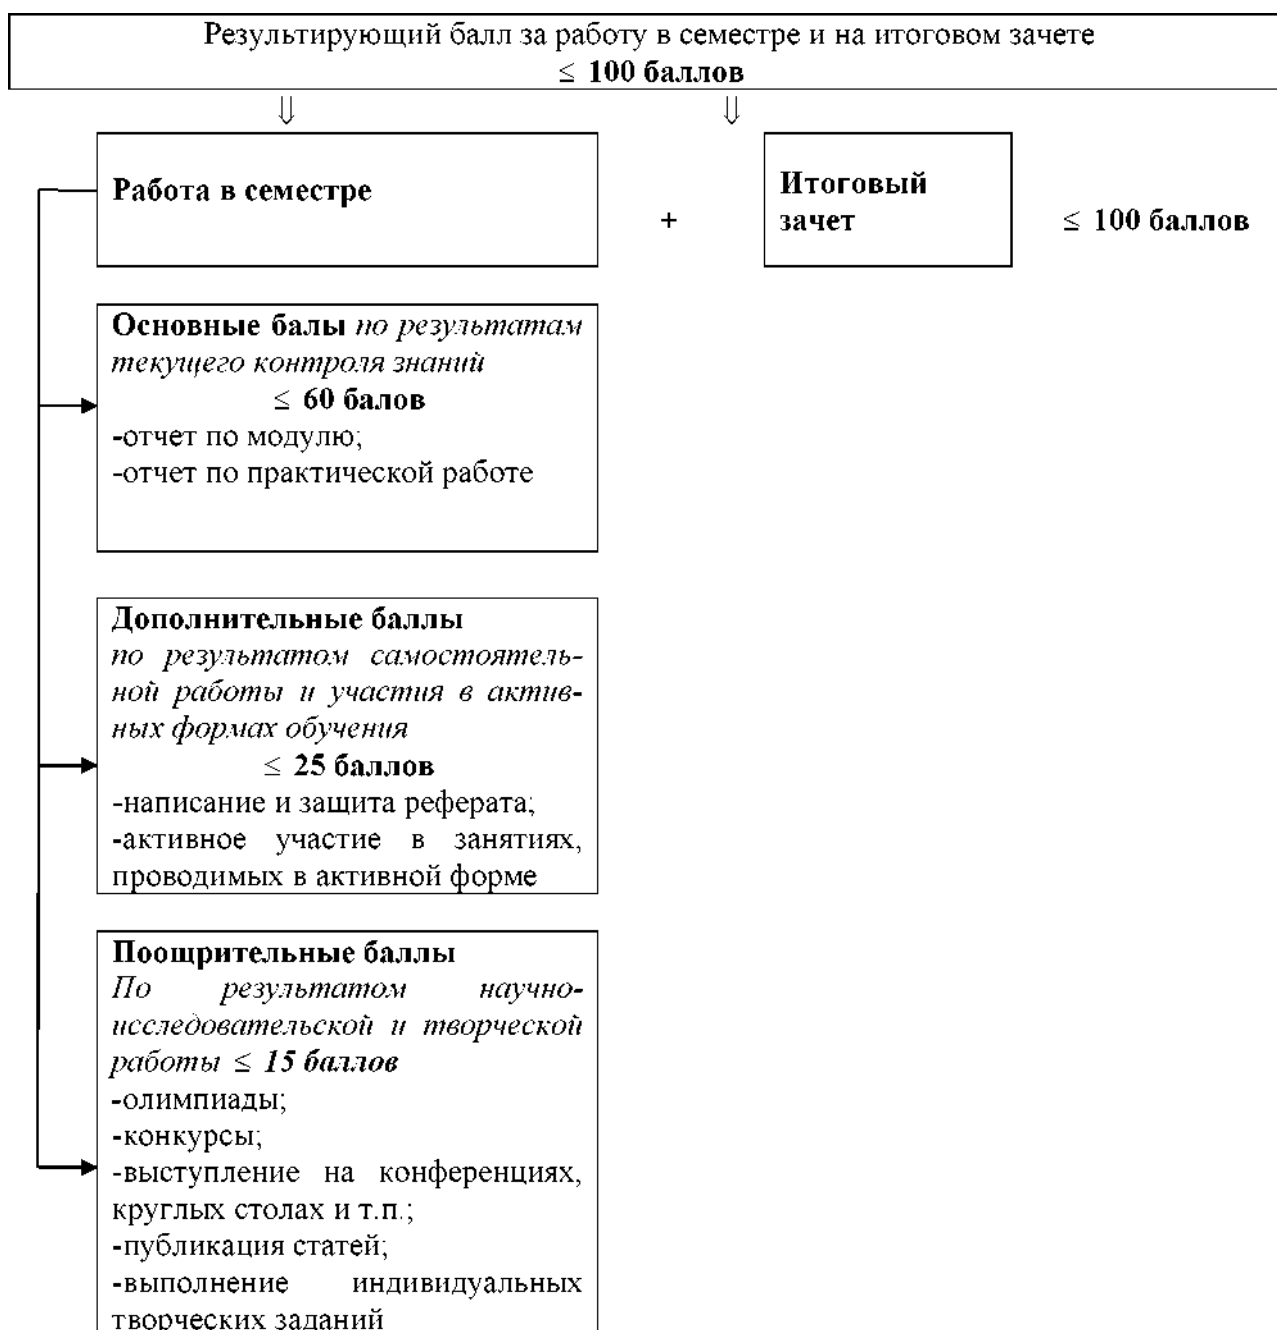 Результирующий балл за работу в семестре и на итоговом зачете
≤ 100 баллов
⇓ ⇓
Работа в семестре
+
Итоговый
зачет
≤ 100 баллов
Основные балы по результатам
текущего контроля знаний
≤ 60 балов
-отчет по модулю;
-отчет по практической работе
Дополнительные баллы
по результатом самостоятель-
ной работы и участия в актив-
ных формах обучения
≤ 25 баллов
-написание и защита реферата;
-активное участие в занятиях,
проводимых в активной форме
Поощрительные баллы
По результатом научно-
исследовательской и творческой
работы ≤ 15 баллов
-олимпиады;
-конкурсы;
-выступление на конференциях,
круглых столах и т.п.;
-публикация статей;
-выполнение индивидуальных
творческих заданий